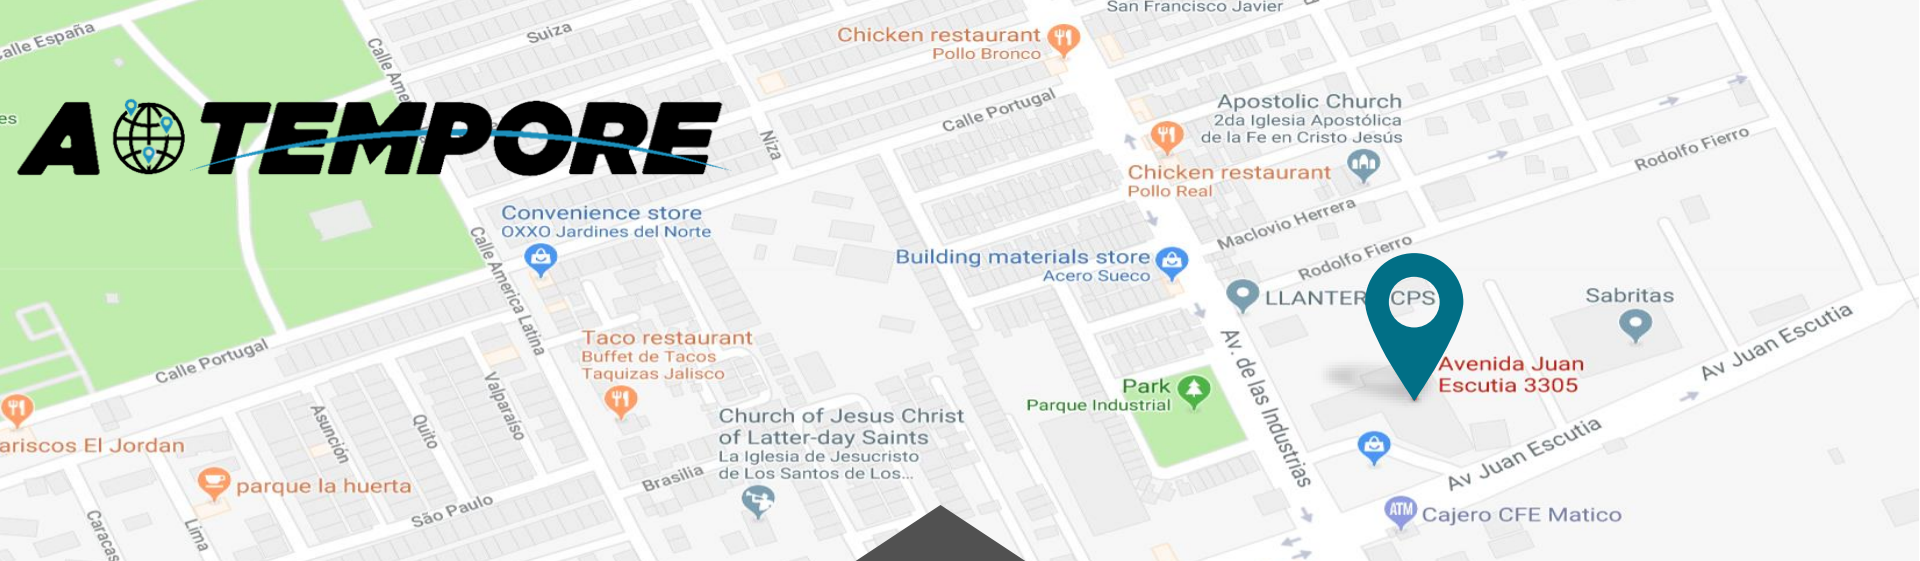 Calle España
Suiza
San Francisco Javier
Chicken restaurant
Pollo Bronco
Calle Portugal
Niza
A TEMPORE
Apostolic Church
2da Iglesia Apostólica
de la Fe en Cristo Jesús
Chicken restaurant
Pollo Real
Rodolfo Fierro
Maclovio Herrera
Rodolfo Fierro
Convenience store
OXXO Jardines del Norte
Calle America Latina
Building materials store
Acero Sueco
CPS
Sabritas
Av Juan Escutia
Av. de las Industrias
Avenida Juan
Escutia 3305
Taco restaurant
Buffet de Tacos
Taquizas Jalisco
Calle Portugal
Valparaíso
Quito
Asunción
Park
Parque Industrial
Church of Jesus Christ
of Latter-day Saints
La Iglesia de Jesucristo
de Los Santos de Los...
El Jordan
parque la huerta
São Paulo
Brasilia
Av Juan Escutia
ATM
Cajero CFE Matico
Caracas
Lima